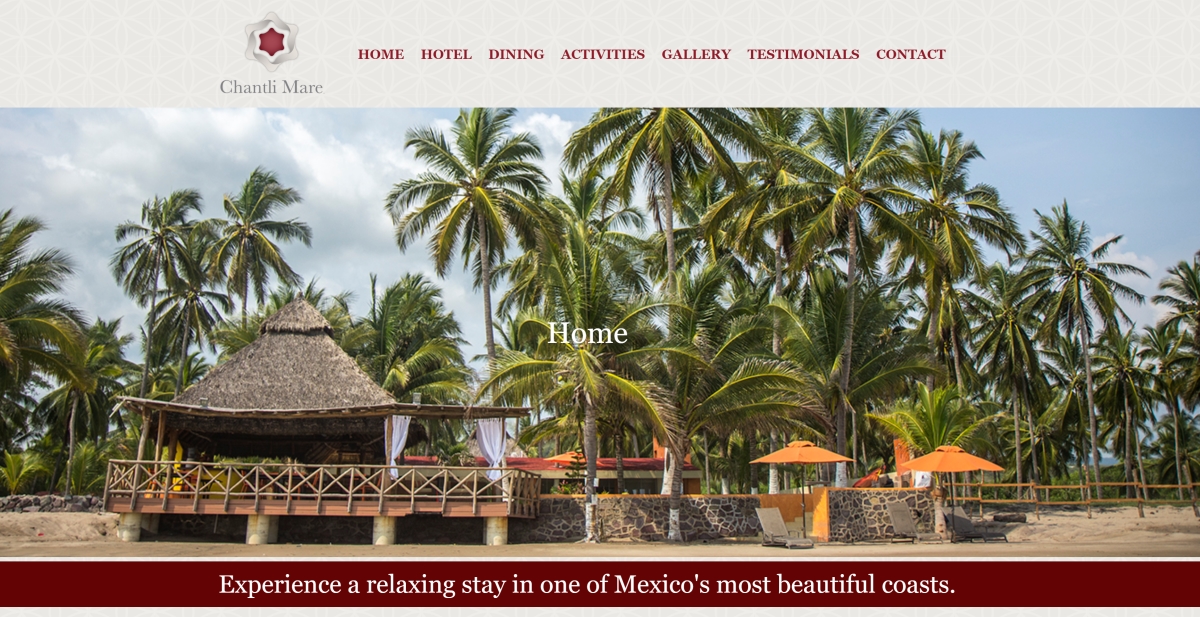 Chantli Mare
HOME HOTEL DINING ACTIVITIES GALLERY TESTIMONIALS CONTACT
Home
Experience a relaxing stay in one of Mexico's most beautiful coasts.